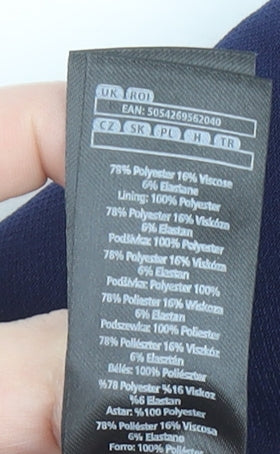 UK ROI
EAN: 5054269562040
CZ SK PL H TR
78% Polyester 16% Viscose
6% Elastane
Lining: 100% Polyester
78% Polyester 16% Viskóza
6% Elastan
Podšívka: 100% Polyester
78% Polyester 16% Viskóza
6% Elastan
Podšívka: Polyester 100%
78% Poliester 16% Wiskoza
6% Elastan
Podszewka: 100% Poliester
78% Poliészter 16% Viszkóz
6% Elasztán
Bélés: 100% Poliészter
%78 Polyester %16 Viskoz
%6 Elastan
Astar: %100 Polyester
78% Poliéster 16% Viscosa
6% Elastane
Forro: 100% Poliéster